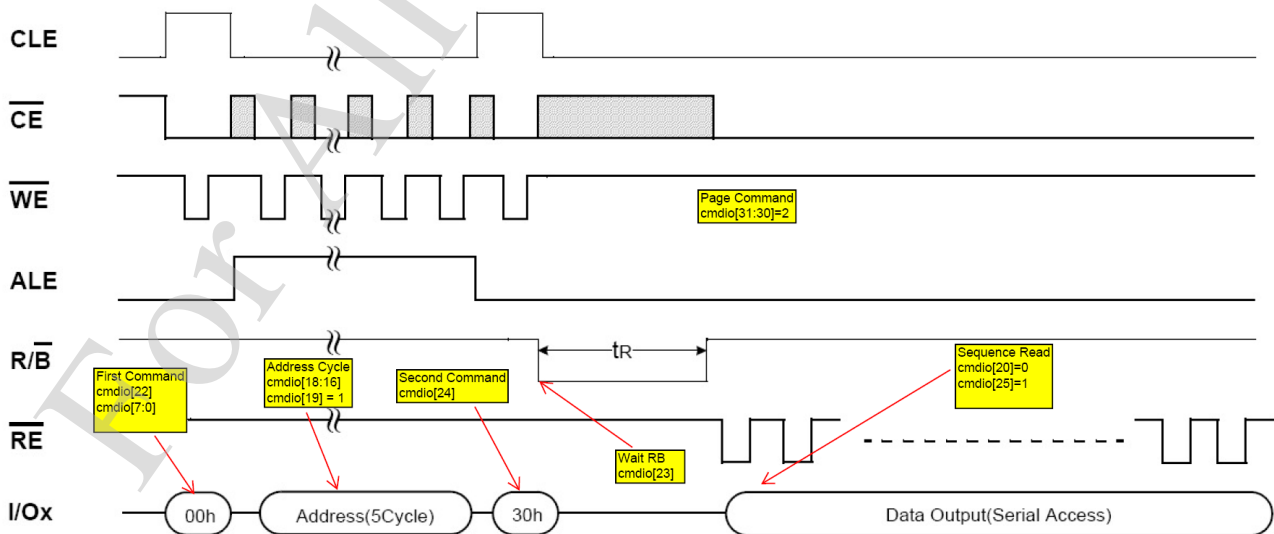 CLE
CE
WE
Page Command
cmdio[31:30]=2
ALE
R/B
tR
First Command
cmdio[22]
cmdio[7:0]
Address Cycle
cmdio[18:16]
cmdio[19] = 1
Second Command
cmdio[24]
Sequence Read
cmdio[20]=0
cmdio[25]=1
Wait RB
cmdio[23]
RE
I/Ox
00h
Address(5Cycle)
30h
Data Output(Serial Access)
For All